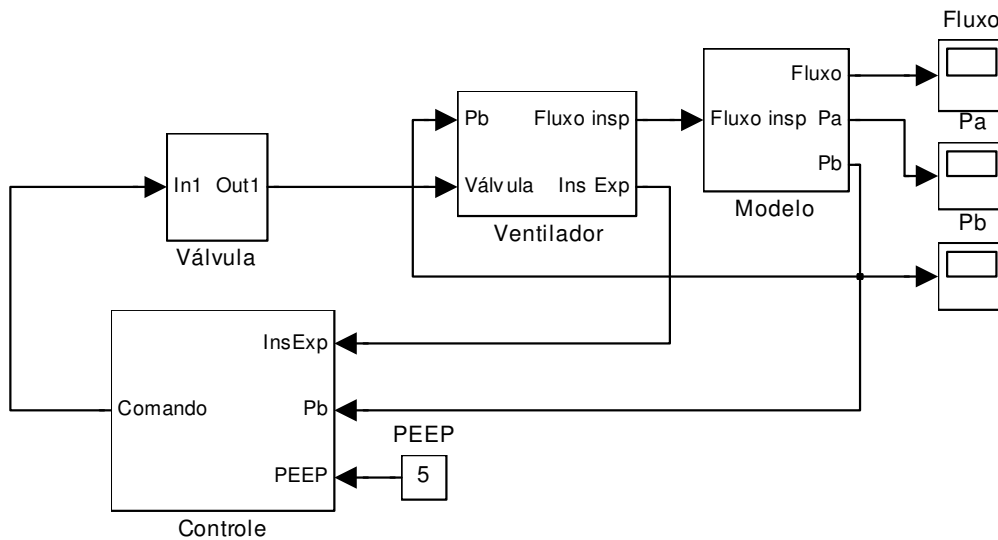 Fluxo
Fluxo
Fluxo insp
Pa
Pb
Modelo
Pa
Pb
Pb
Fluxo insp
Válvula
Ins Exp
Ventilador
In1
Out1
Válvula
InsExp
Comando
Pb
PEEP
Controle
PEEP
5